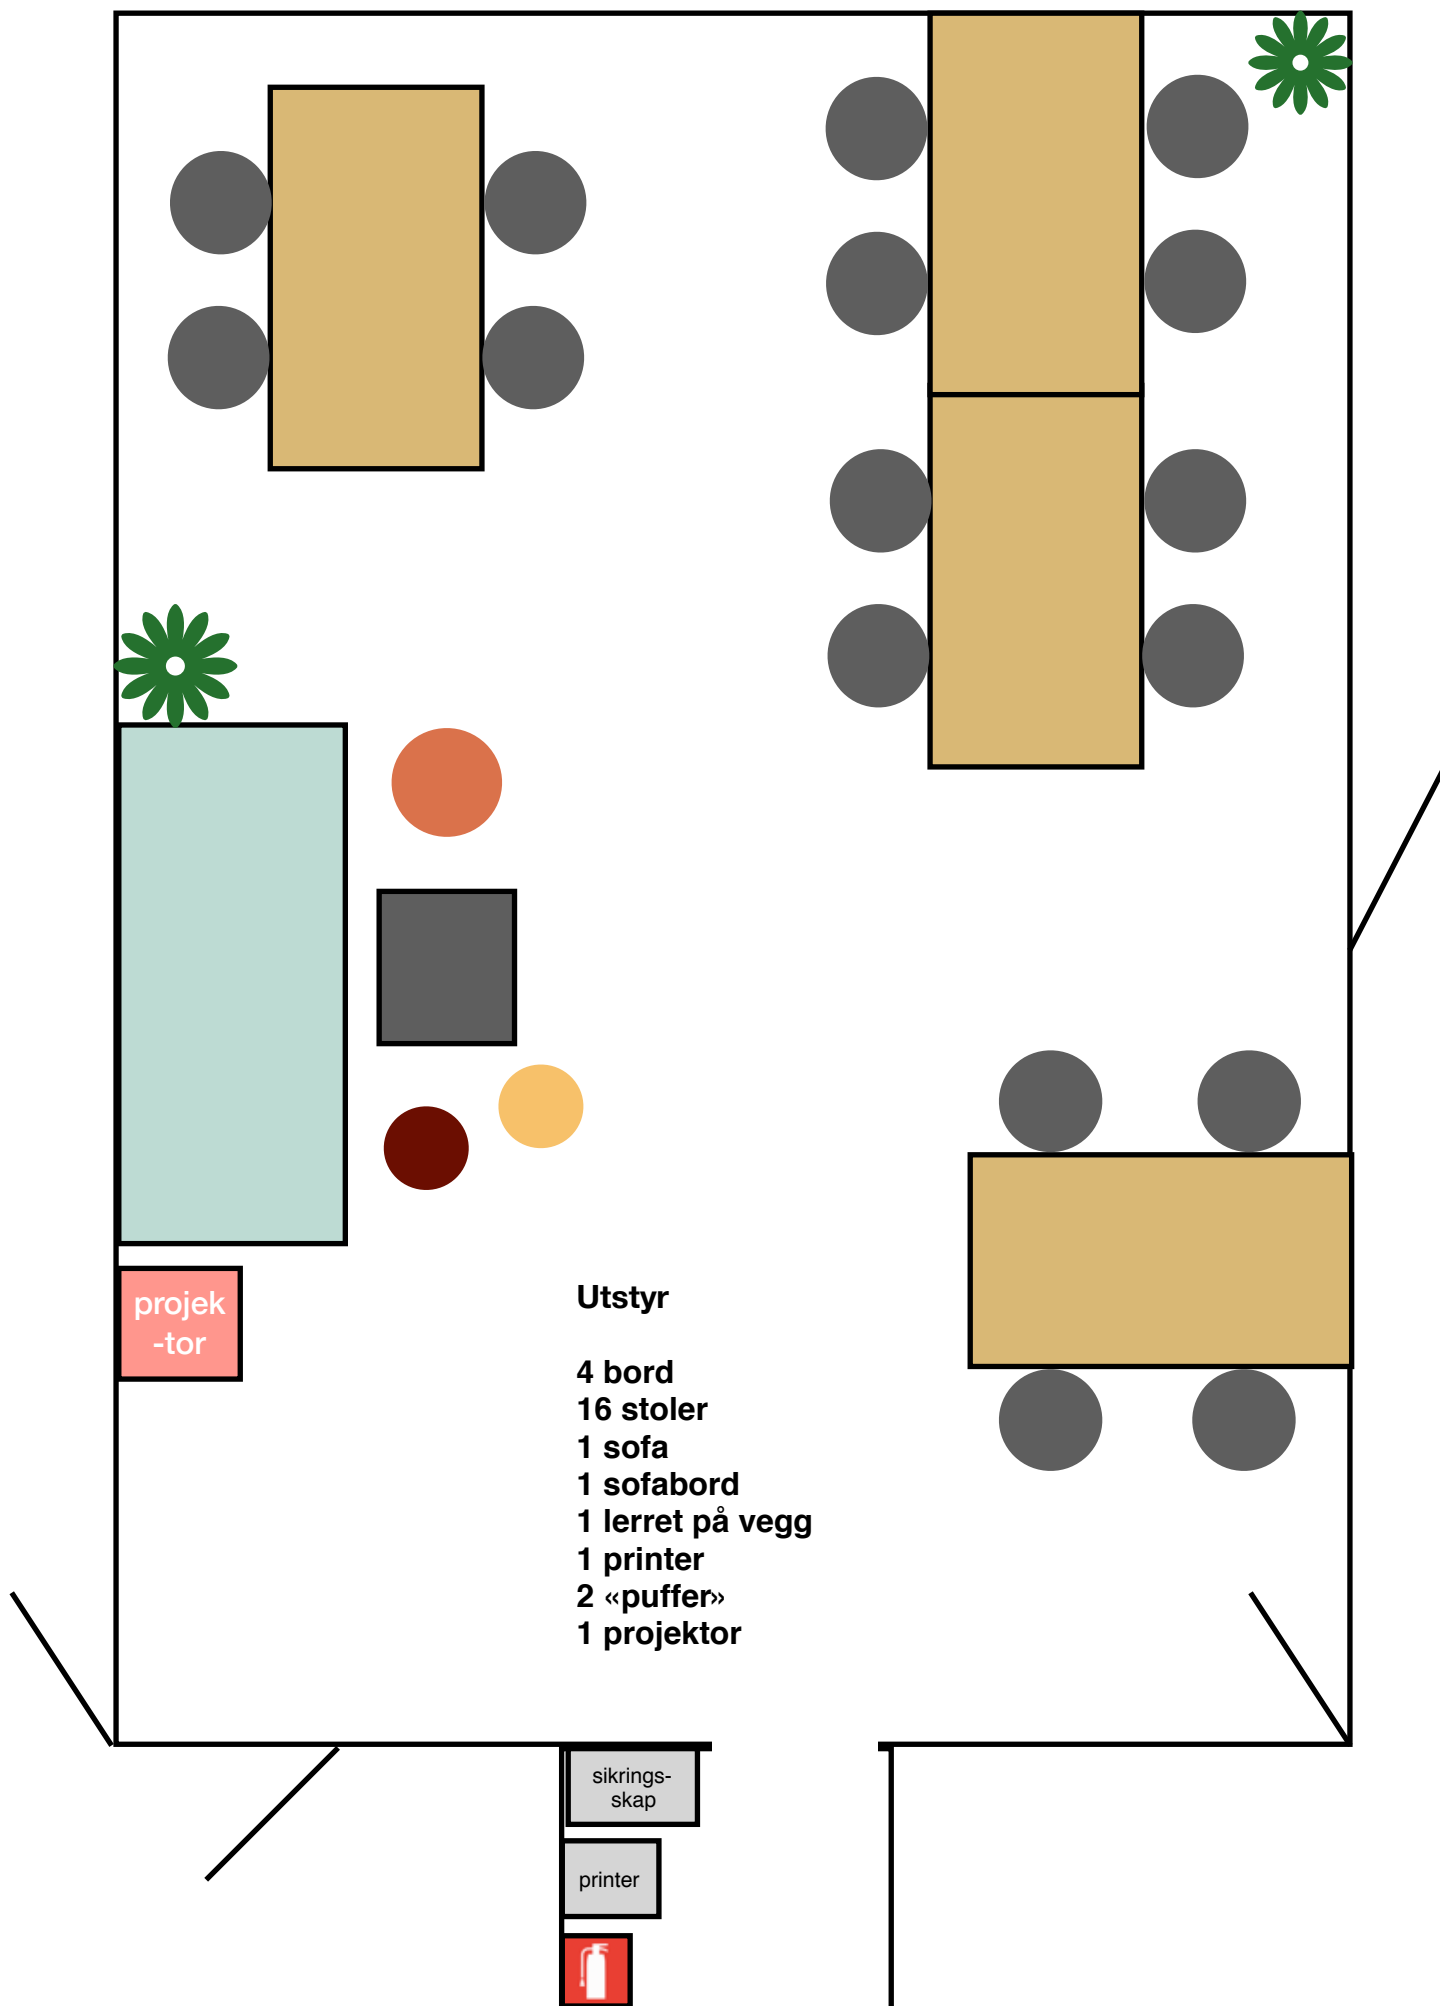 projek
-tor
Utstyr
4 bord
16 stoler
1 sofa
1 sofabord
1 lerret på vegg
1 printer
2 «puffer»
1 projektor
sikrings-
skap
printer